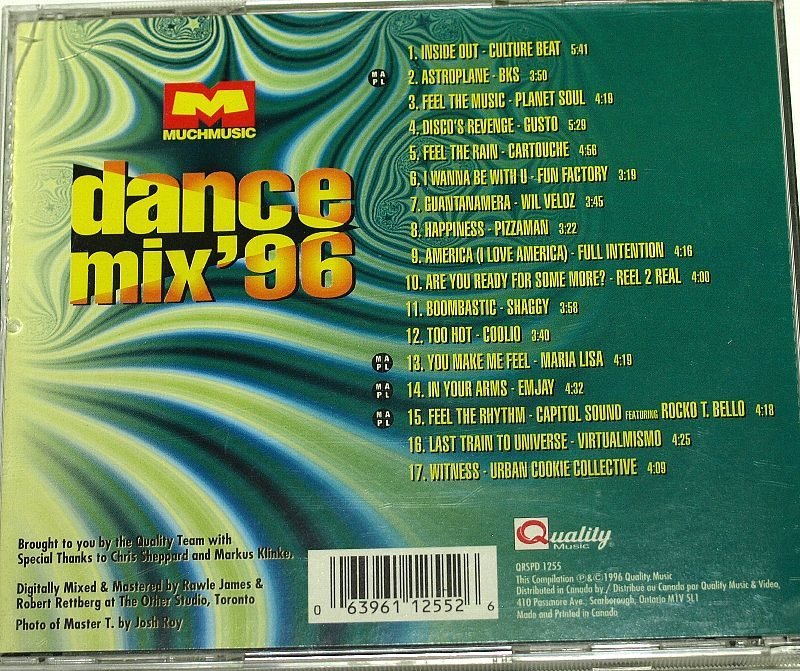 M
MUCHMUSIC
dance
mix'96
1. INSIDE OUT - CULTURE BEAT 5:41
MA
PL
2. ASTROPLANE - BKS 3:50
3. FEEL THE MUSIC - PLANET SOUL 4:19
4. DISCO'S REVENGE - GUSTO 5:29
5. FEEL THE RAIN - CARTOUCHE 4:56
6. I WANNA BE WITH U - FUN FACTORY 3:19
7. GUANTANAMERA - WIL VELOZ 3:45
8. HAPPINESS - PIZZAMAN 3:22
9. AMERICA (I LOVE AMERICA) - FULL INTENTION 4:16
10. ARE YOU READY FOR SOME MORE? - REEL 2 REAL 4:00
11. BOOMBASTIC - SHAGGY 3:58
12. TOO HOT - COOLIO 3:40
MA
PL
13. YOU MAKE ME FEEL - MARIA LISA 4:19
MA
PL
14. IN YOUR ARMS - EMJAY 4:32
MA
PL
15. FEEL THE RHYTHM - CAPITOL SOUND FEATURING ROCKO T. BELLO 4:18
16. LAST TRAIN TO UNIVERSE - VIRTUALMISMO 4:25
17. WITNESS - URBAN COOKIE COLLECTIVE 4:09
Brought to you by the Quality Team with
Special Thanks to Chris Sheppard and Markus Klinke.
Digitally Mixed & Mastered by Rawle James &
Robert Rettberg at The Other Studio, Toronto
Photo of Master T. by Josh Roy
0 63961 12552 6
Quality
MUSIC
QRSPD 1255
This Compilation ℗&© 1996 Quality Music
Distributed in Canada by / Distribué au Canada par Quality Music & Video,
410 Passmore Ave., Scarborough, Ontario M1V 5L1
Made and Printed in Canada